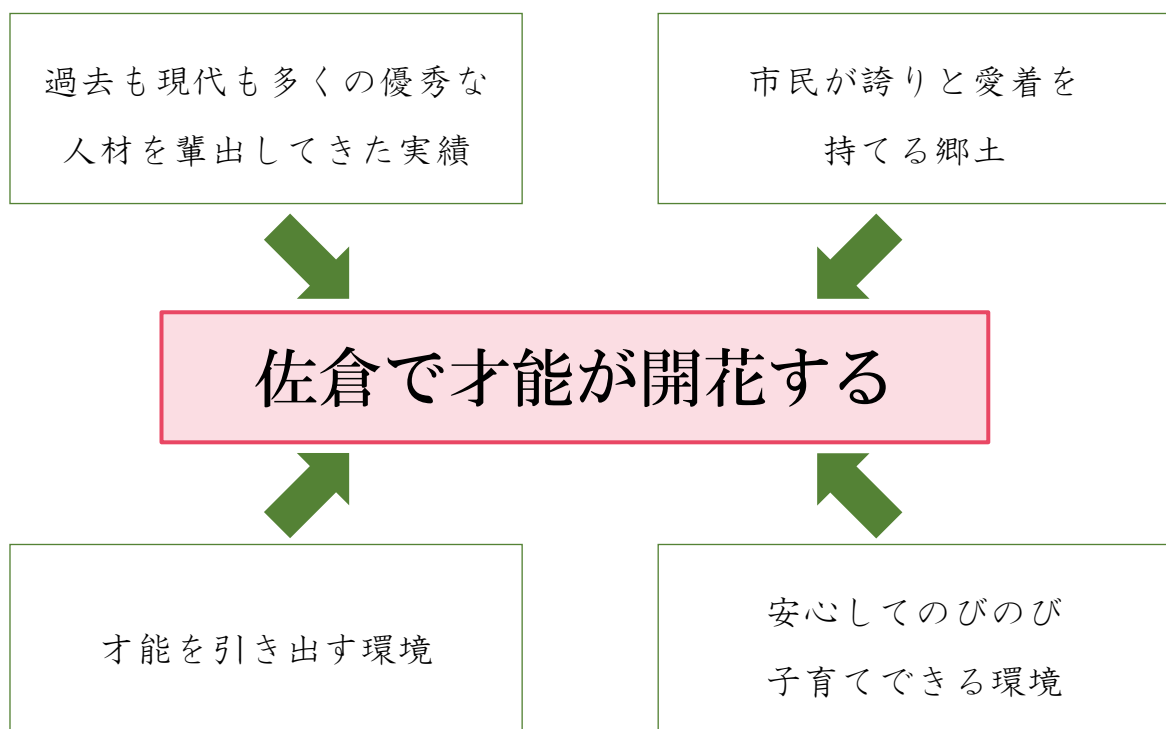 過去も現代も多くの優秀な
人材を輩出してきた実績
市民が誇りと愛着を
持てる郷土
佐倉で才能が開花する
才能を引き出す環境
安心してのびのび
子育てできる環境